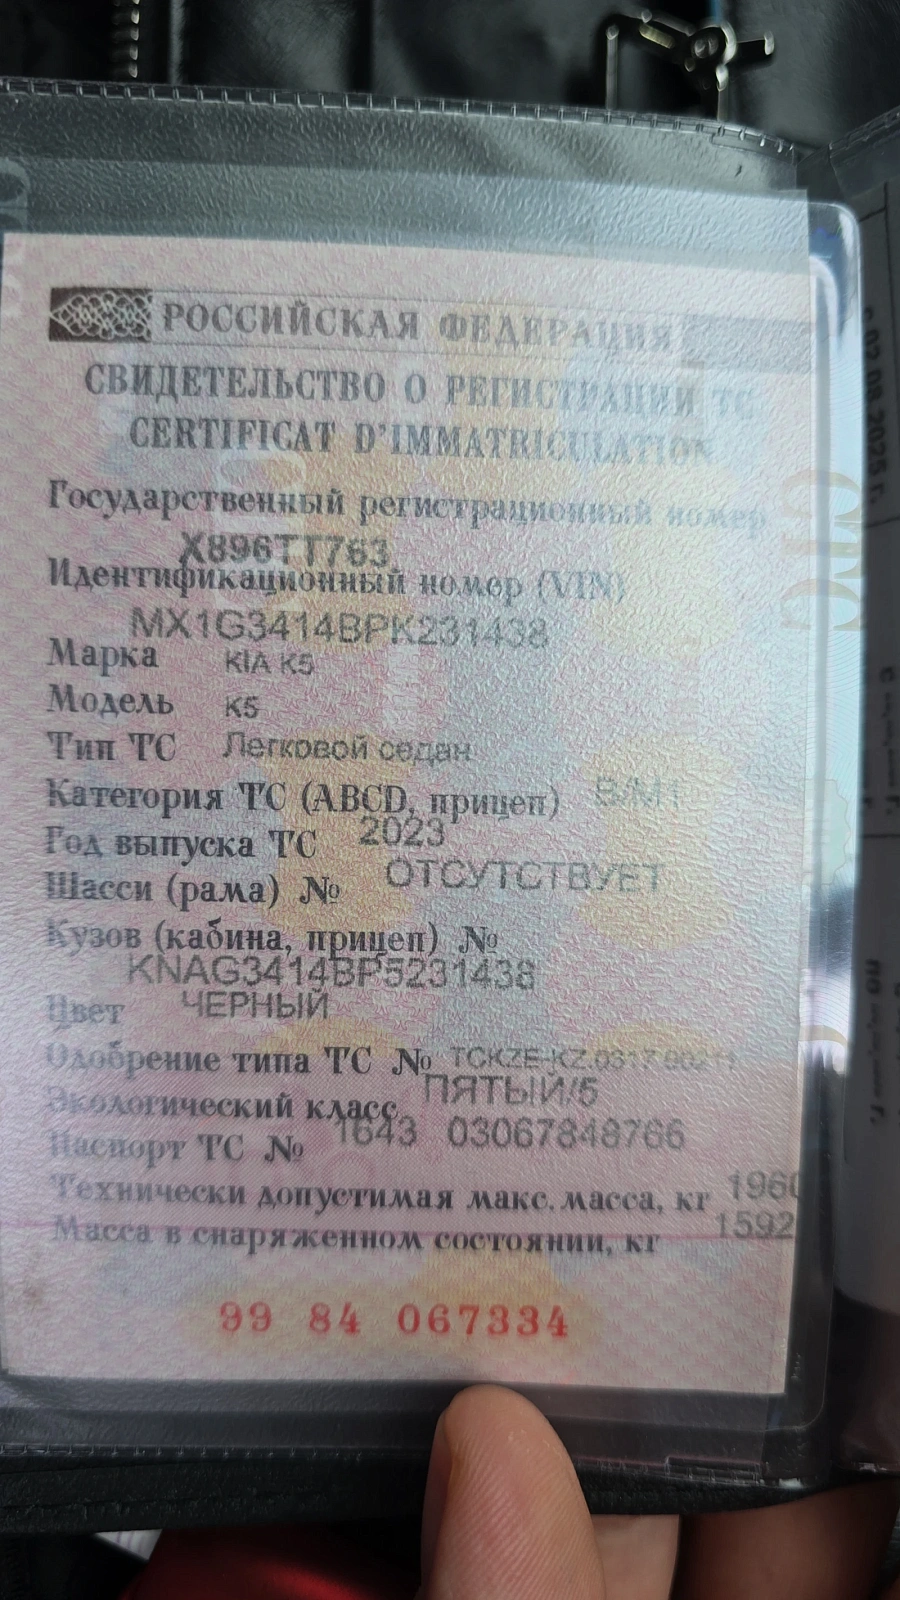 РОССИЙСКАЯ ФЕДЕРАЦИЯ
СВИДЕТЕЛЬСТВО О РЕГИСТРАЦИИ ТС
CERTIFICAT D'IMMATRICULATION
Государственный регистрационный номер
Х896ТТ763
Идентификационный номер (VIN)
MX1G3414BPK231438
Марка KIA K5
Модель K5
Тип ТС Легковой седан
Категория ТС (ABCD, прицеп) B/M1
Год выпуска ТС 2023
Шасси (рама) № ОТСУТСТВУЕТ
Кузов (кабина, прицеп) №
KNAG3414BP5231438
Цвет ЧЕРНЫЙ
Одобрение типа ТС №
Экологический класс ПЯТЫЙ/5
Паспорт ТС № 1643 03067848766
Технически допустимая макс. масса, кг 1960
Масса в снаряженном состоянии, кг 1592
99 84 067334